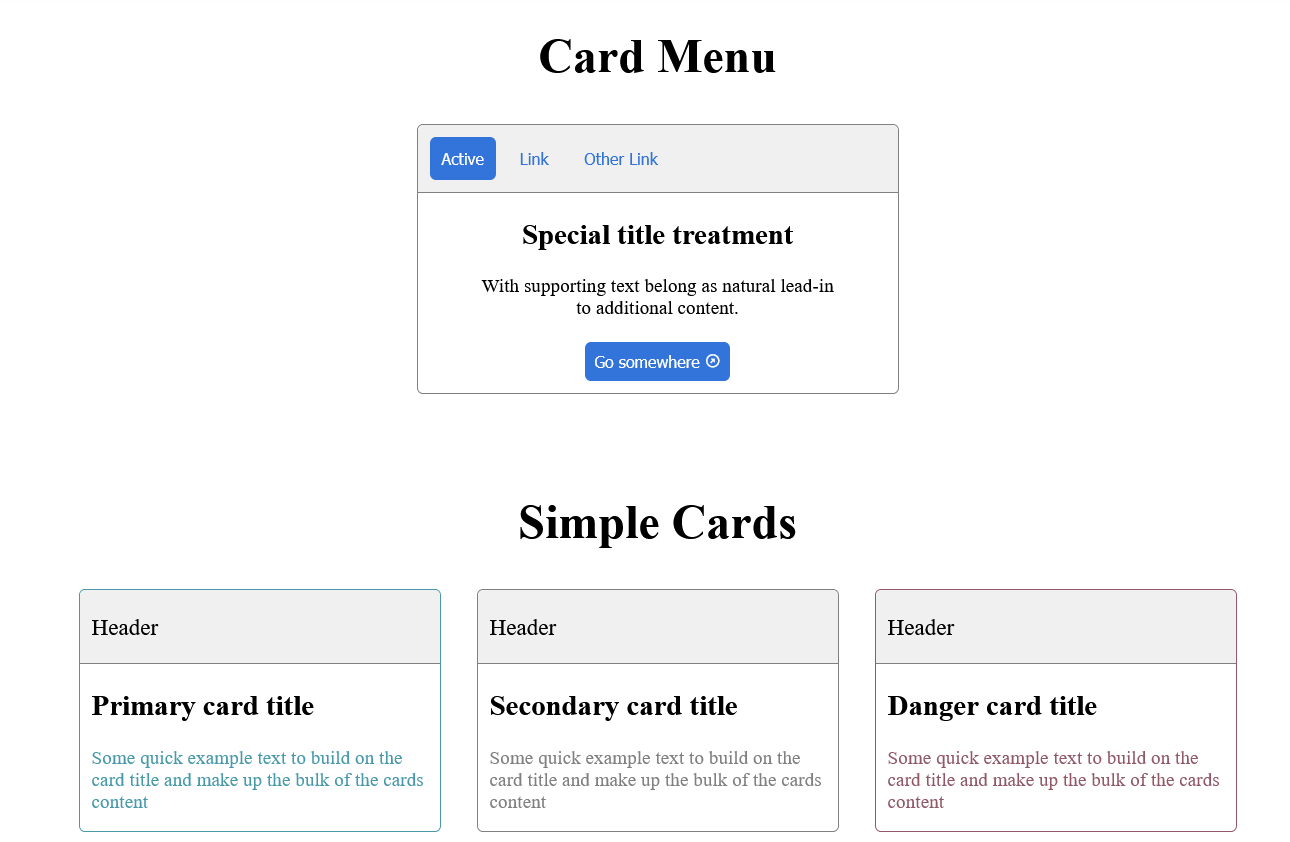 Card Menu
Active Link Other Link
Special title treatment
With supporting text belong as natural lead-in
to additional content.
Go somewhere
Simple Cards
Header
Primary card title
Some quick example text to build on the
card title and make up the bulk of the cards
content
Header
Secondary card title
Some quick example text to build on the
card title and make up the bulk of the cards
content
Header
Danger card title
Some quick example text to build on the
card title and make up the bulk of the cards
content